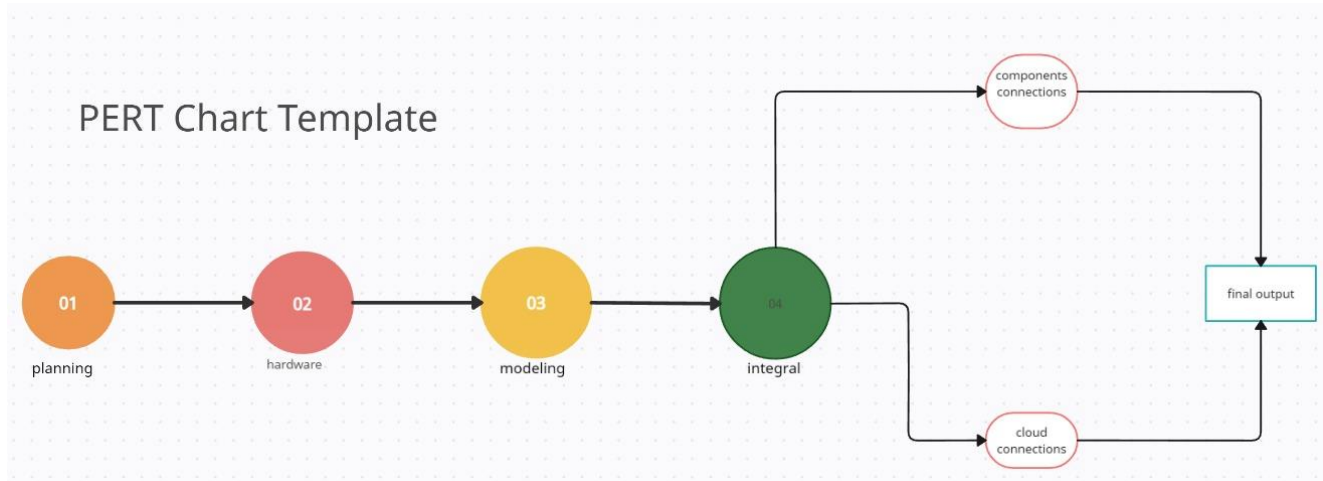 PERT Chart Template
components
connections
01
02
03
04
final output
planning
hardware
modeling
integral
cloud
connections